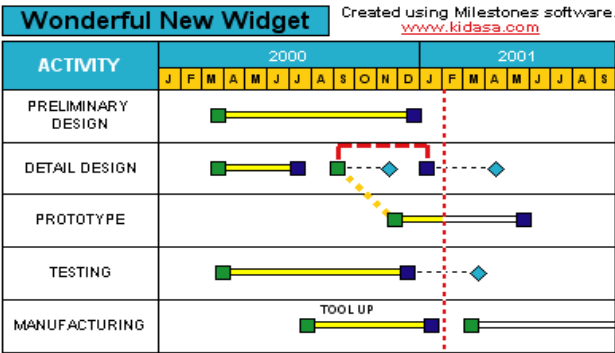 Wonderful New Widget
Created using Milestones software
www.kidasa.com
ACTIVITY
2000
2001
J F M A M J J A S O N D J F M A M J J A S
PRELIMINARY
DESIGN
DETAIL DESIGN
PROTOTYPE
TESTING
TOOL UP
MANUFACTURING